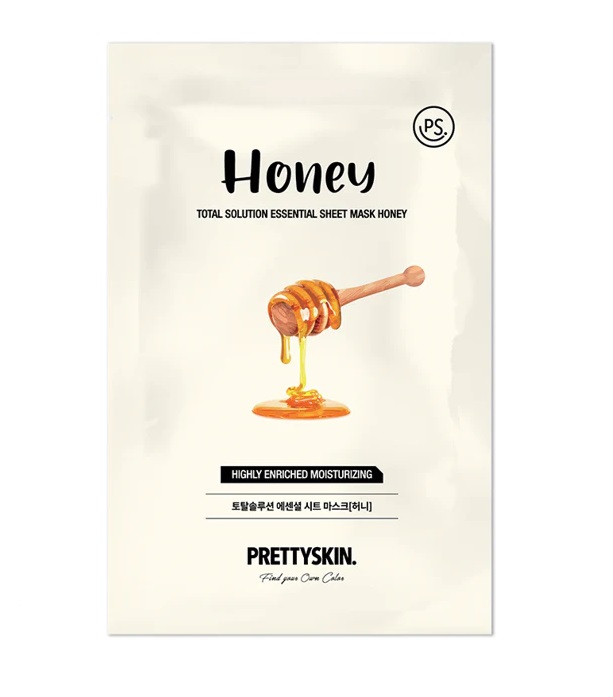 PS.
Honey
TOTAL SOLUTION ESSENTIAL SHEET MASK HONEY
HIGHLY ENRICHED MOISTURIZING
토탈솔루션 에센셜 시트 마스크[허니]
PRETTYSKIN.
Find your Own Color